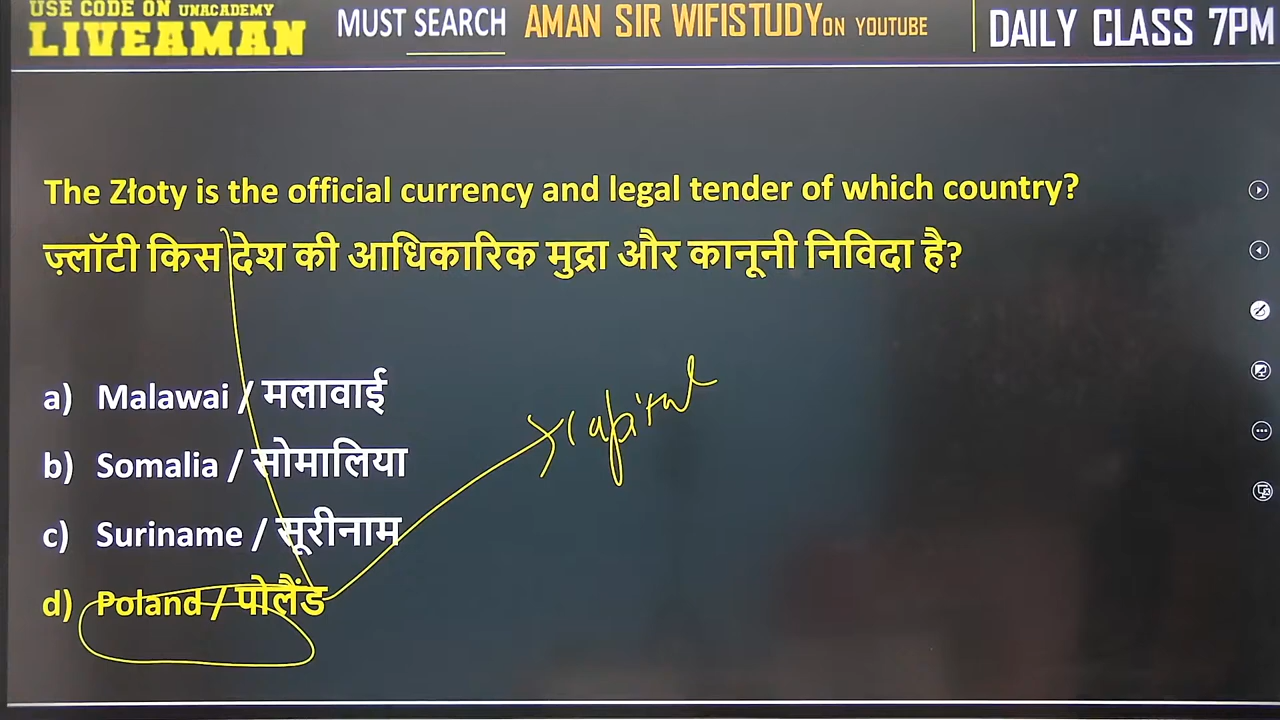 USE CODE ON UNACADEMY
LIVEAMAN
MUST SEARCH AMAN SIR WIFISTUDY ON YOUTUBE
DAILY CLASS 7PM
The Złoty is the official currency and legal tender of which country?
ज़्लॉटी किस देश की आधिकारिक मुद्रा और कानूनी निविदा है?
a) Malawai / मलावाई
b) Somalia / सोमालिया
c) Suriname / सूरीनाम
d) Poland / पोलैंड
Capital